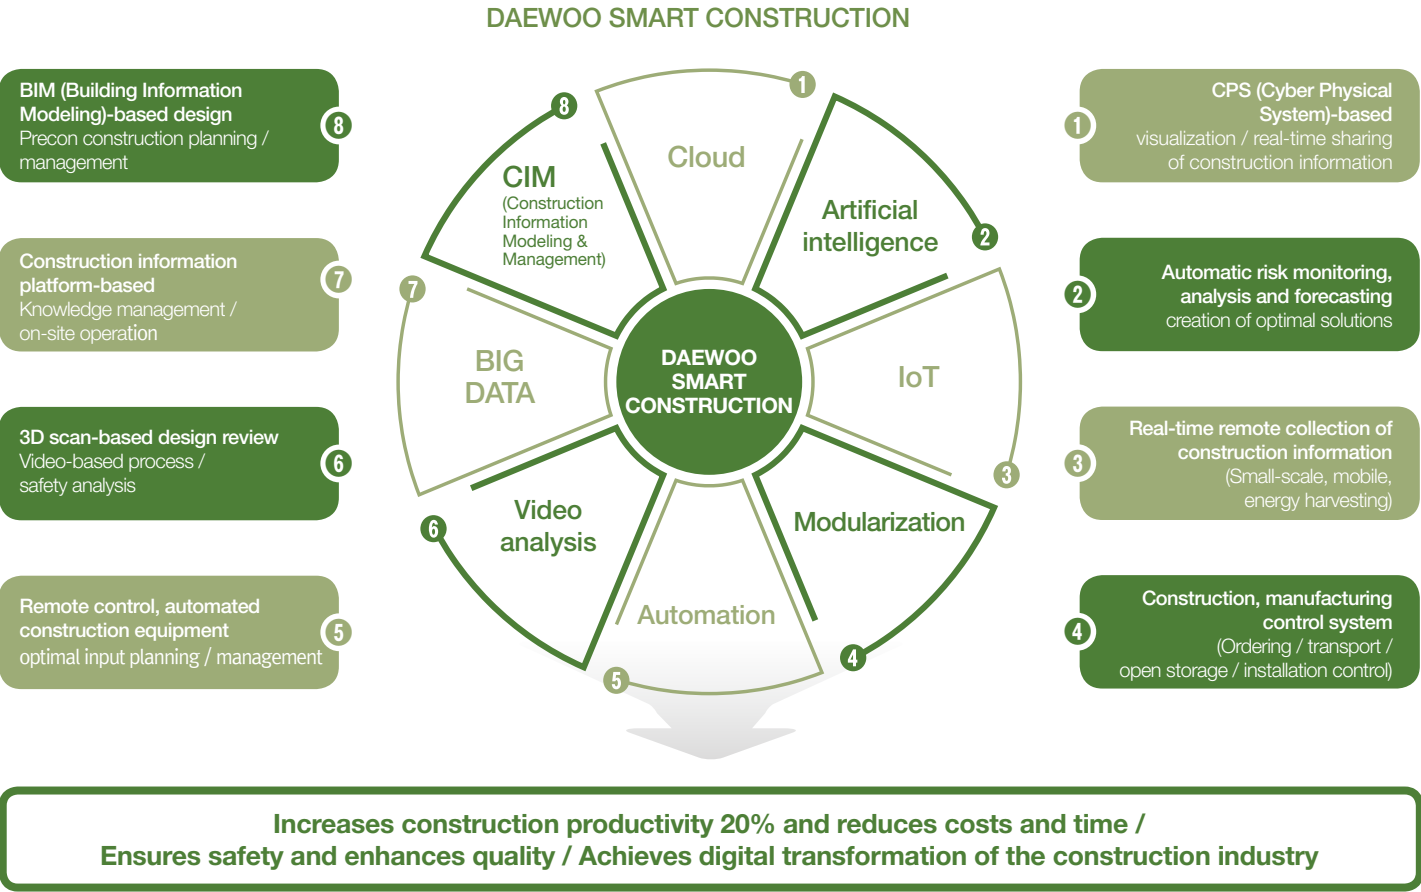 DAEWOO SMART CONSTRUCTION
BIM (Building Information
Modeling)-based design
Precon construction planning /
management
8
Construction information
platform-based
Knowledge management /
on-site operation
7
3D scan-based design review
Video-based process /
safety analysis
6
Remote control, automated
construction equipment
optimal input planning / management
5
1
Cloud
2
Artificial
intelligence
3
IoT
4
Modularization
5
Automation
6
Video
analysis
7
BIG
DATA
8
CIM
(Construction
Information
Modeling &
Management)
DAEWOO
SMART
CONSTRUCTION
1
CPS (Cyber Physical
System)-based
visualization / real-time sharing
of construction information
2
Automatic risk monitoring,
analysis and forecasting
creation of optimal solutions
3
Real-time remote collection of
construction information
(Small-scale, mobile,
energy harvesting)
4
Construction, manufacturing
control system
(Ordering / transport /
open storage / installation control)
Increases construction productivity 20% and reduces costs and time /
Ensures safety and enhances quality / Achieves digital transformation of the construction industry